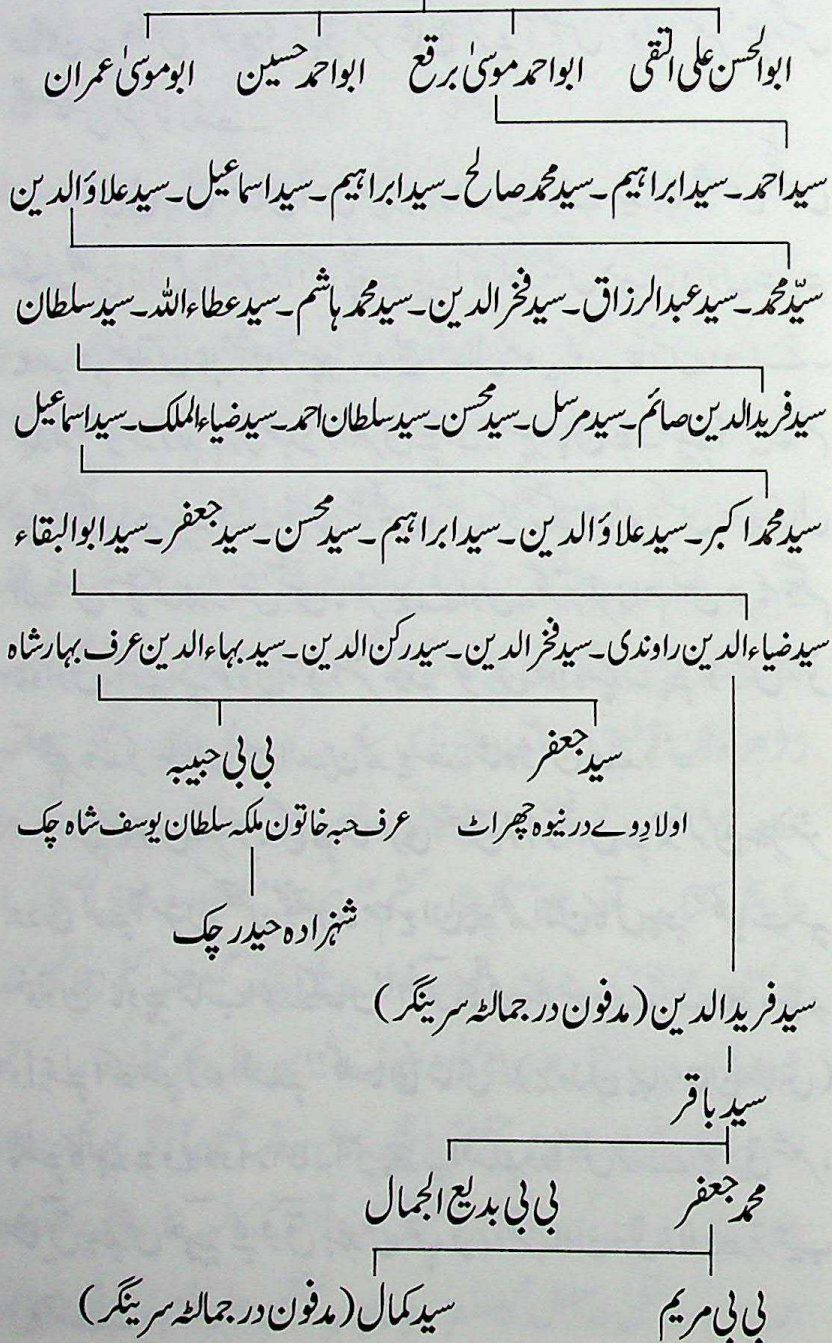 ابوالحسن علی التقی ابواحمد موسیٰ برقع ابواحمد حسین ابوموسیٰ عمران
سید احمد۔سید ابراہیم۔سید محمد صالح۔سید ابراہیم۔سید اسماعیل۔سید علاؤالدین
سیّد محمد۔سید عبدالرزاق۔سید فخرالدین۔سید محمد ہاشم۔سید عطاءاللہ۔سید سلطان
سید فریدالدین صائم۔سید مرسل۔سید محسن۔سید سلطان احمد۔سید ضیاءالملک۔سید اسماعیل
سید محمد اکبر۔سید علاؤالدین۔سید ابراہیم۔سید محسن۔سید جعفر۔سید ابوالبقاء
سید ضیاءالدین راوندی۔سید فخرالدین۔سید رکن الدین۔سید بہاءالدین عرف بہار شاہ
سید جعفر بی بی حبیبہ
اولادِ وے در نیوہ چھراٹ عرف حبہ خاتون ملکہ سلطان یوسف شاہ چک
شہزادہ حیدر چک
سید فریدالدین (مدفون در جمالٹہ سرینگر)
سید باقر
محمد جعفر بی بی بدیع الجمال
بی بی مریم سید کمال (مدفون در جمالٹہ سرینگر)